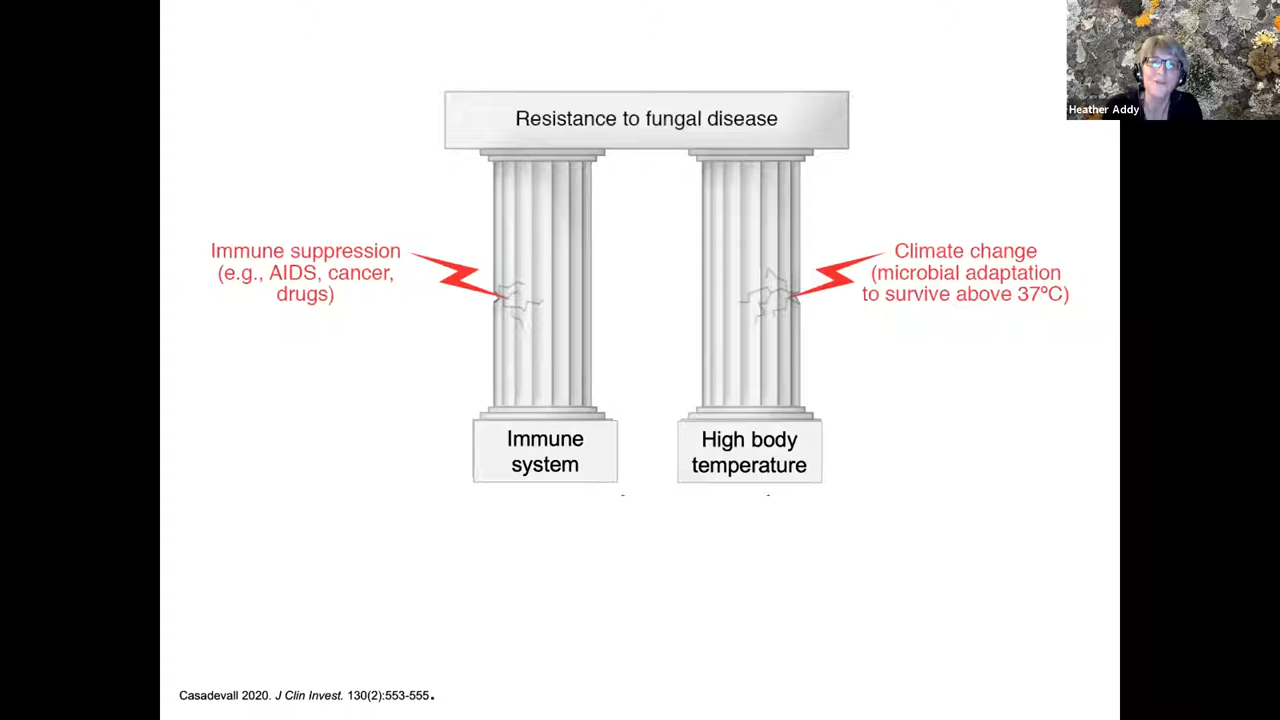 Heather Addy
Resistance to fungal disease
Immune suppression
(e.g., AIDS, cancer,
drugs)
Climate change
(microbial adaptation
to survive above 37ºC)
Immune
system
High body
temperature
Casadevall 2020. J Clin Invest. 130(2):553-555.